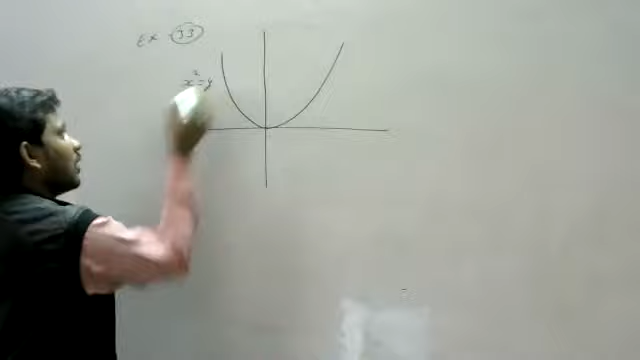 Ex 33
x² = y